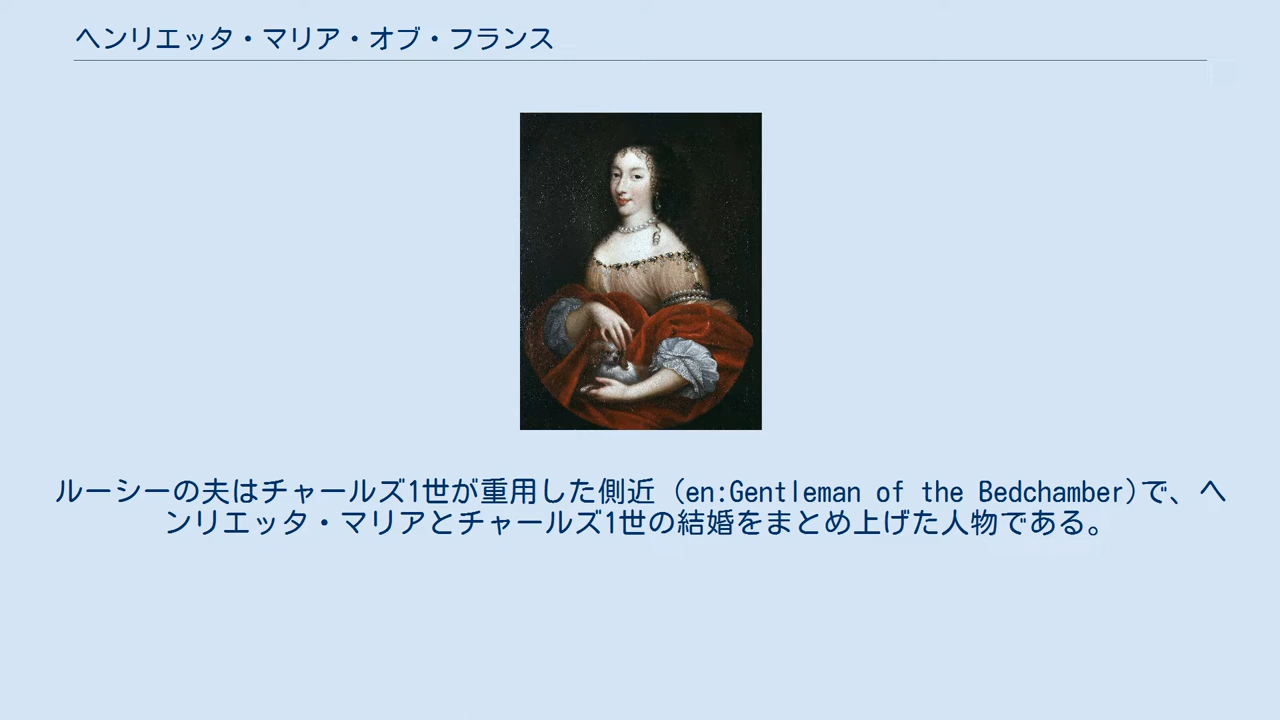 ヘンリエッタ・マリア・オブ・フランス
ルーシーの夫はチャールズ1世が重用した側近（en:Gentleman of the Bedchamber)で、ヘ
ンリエッタ・マリアとチャールズ1世の結婚をまとめ上げた人物である。